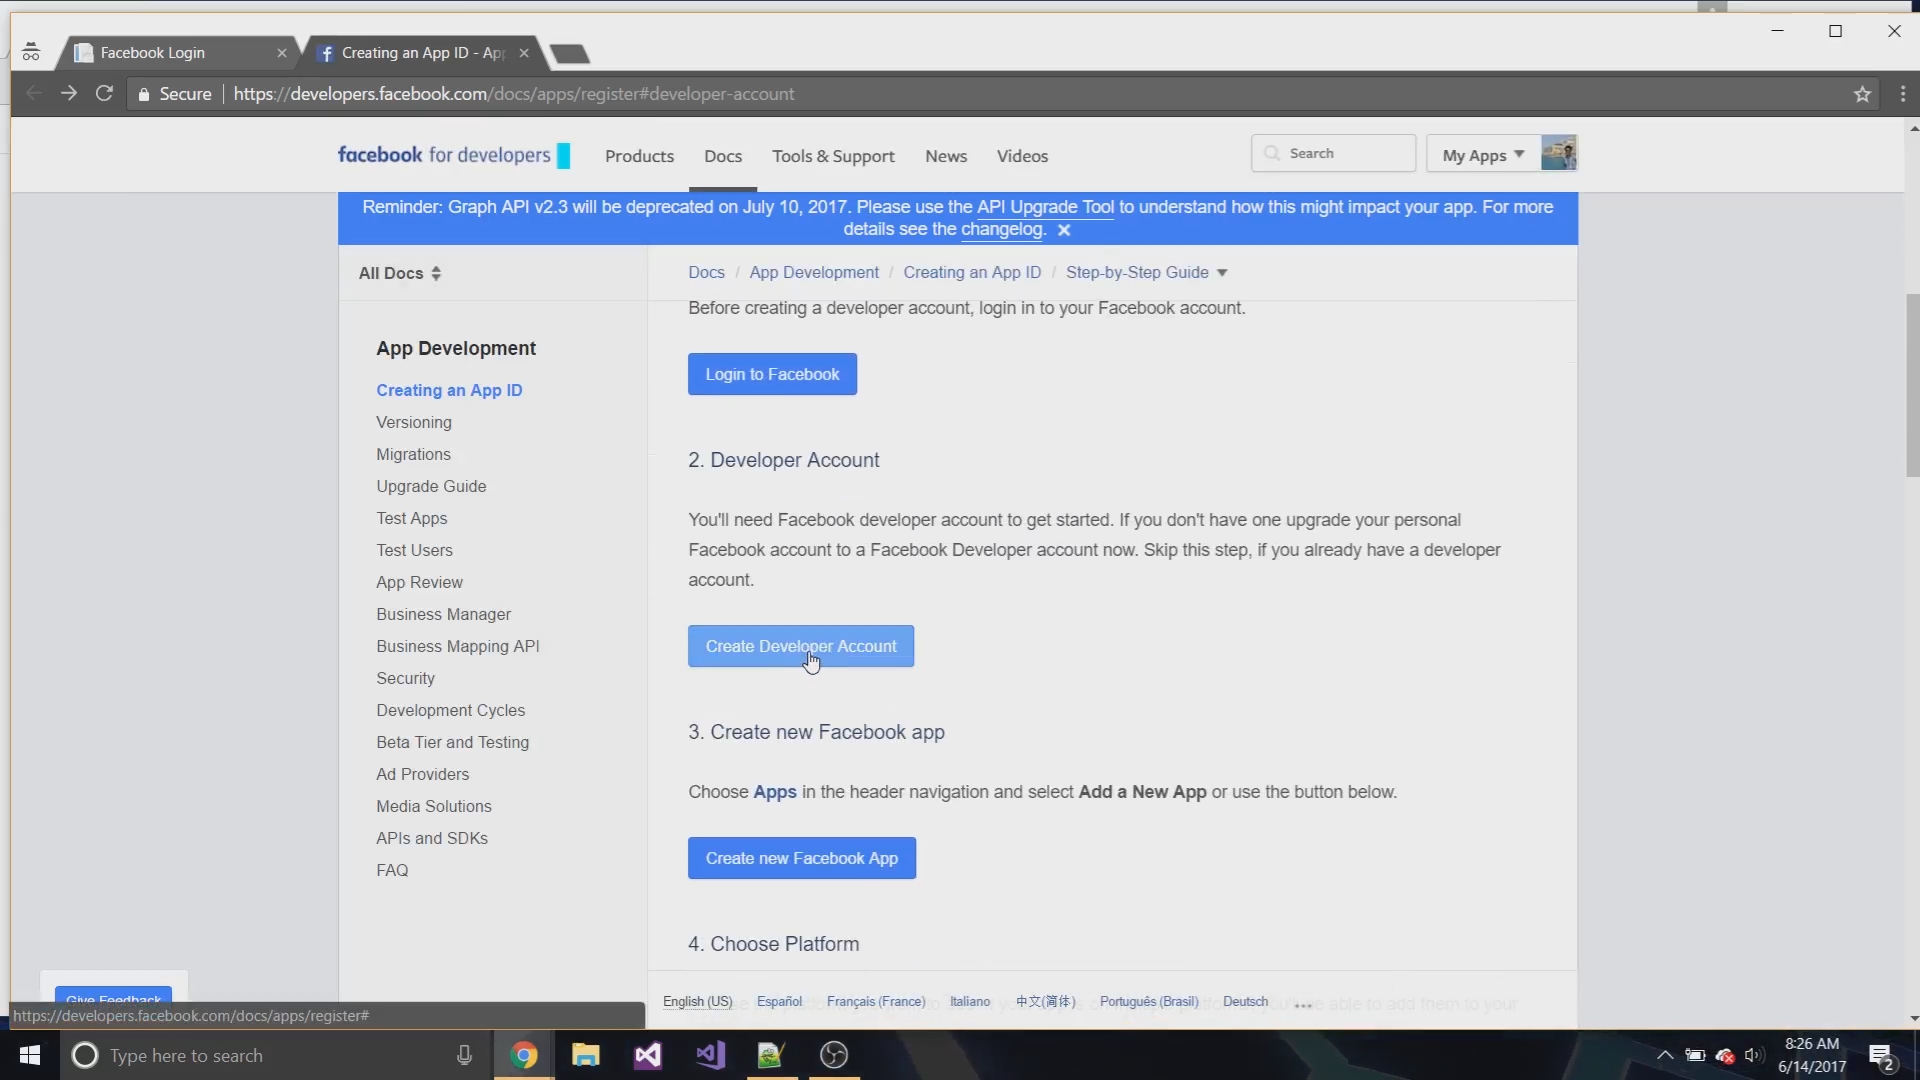 Facebook Login
Creating an App ID - App
Secure
https://developers.facebook.com/docs/apps/register#developer-account
facebook for developers
Products
Docs
Tools & Support
News
Videos
Search
My Apps
Reminder: Graph API v2.3 will be deprecated on July 10, 2017. Please use the API Upgrade Tool to understand how this might impact your app. For more
details see the changelog.
All Docs
Docs / App Development / Creating an App ID / Step-by-Step Guide
App Development
Creating an App ID
Versioning
Migrations
Upgrade Guide
Test Apps
Test Users
App Review
Business Manager
Business Mapping API
Security
Development Cycles
Beta Tier and Testing
Ad Providers
Media Solutions
APIs and SDKs
FAQ
Before creating a developer account, login in to your Facebook account.
Login to Facebook
2. Developer Account
You'll need Facebook developer account to get started. If you don't have one upgrade your personal
Facebook account to a Facebook Developer account now. Skip this step, if you already have a developer
account.
Create Developer Account
3. Create new Facebook app
Choose Apps in the header navigation and select Add a New App or use the button below.
Create new Facebook App
4. Choose Platform
English (US) Español Français (France) Italiano 中文(简体) Português (Brasil) Deutsch
Give Feedback
https://developers.facebook.com/docs/apps/register#
Type here to search
8:26 AM
6/14/2017
2